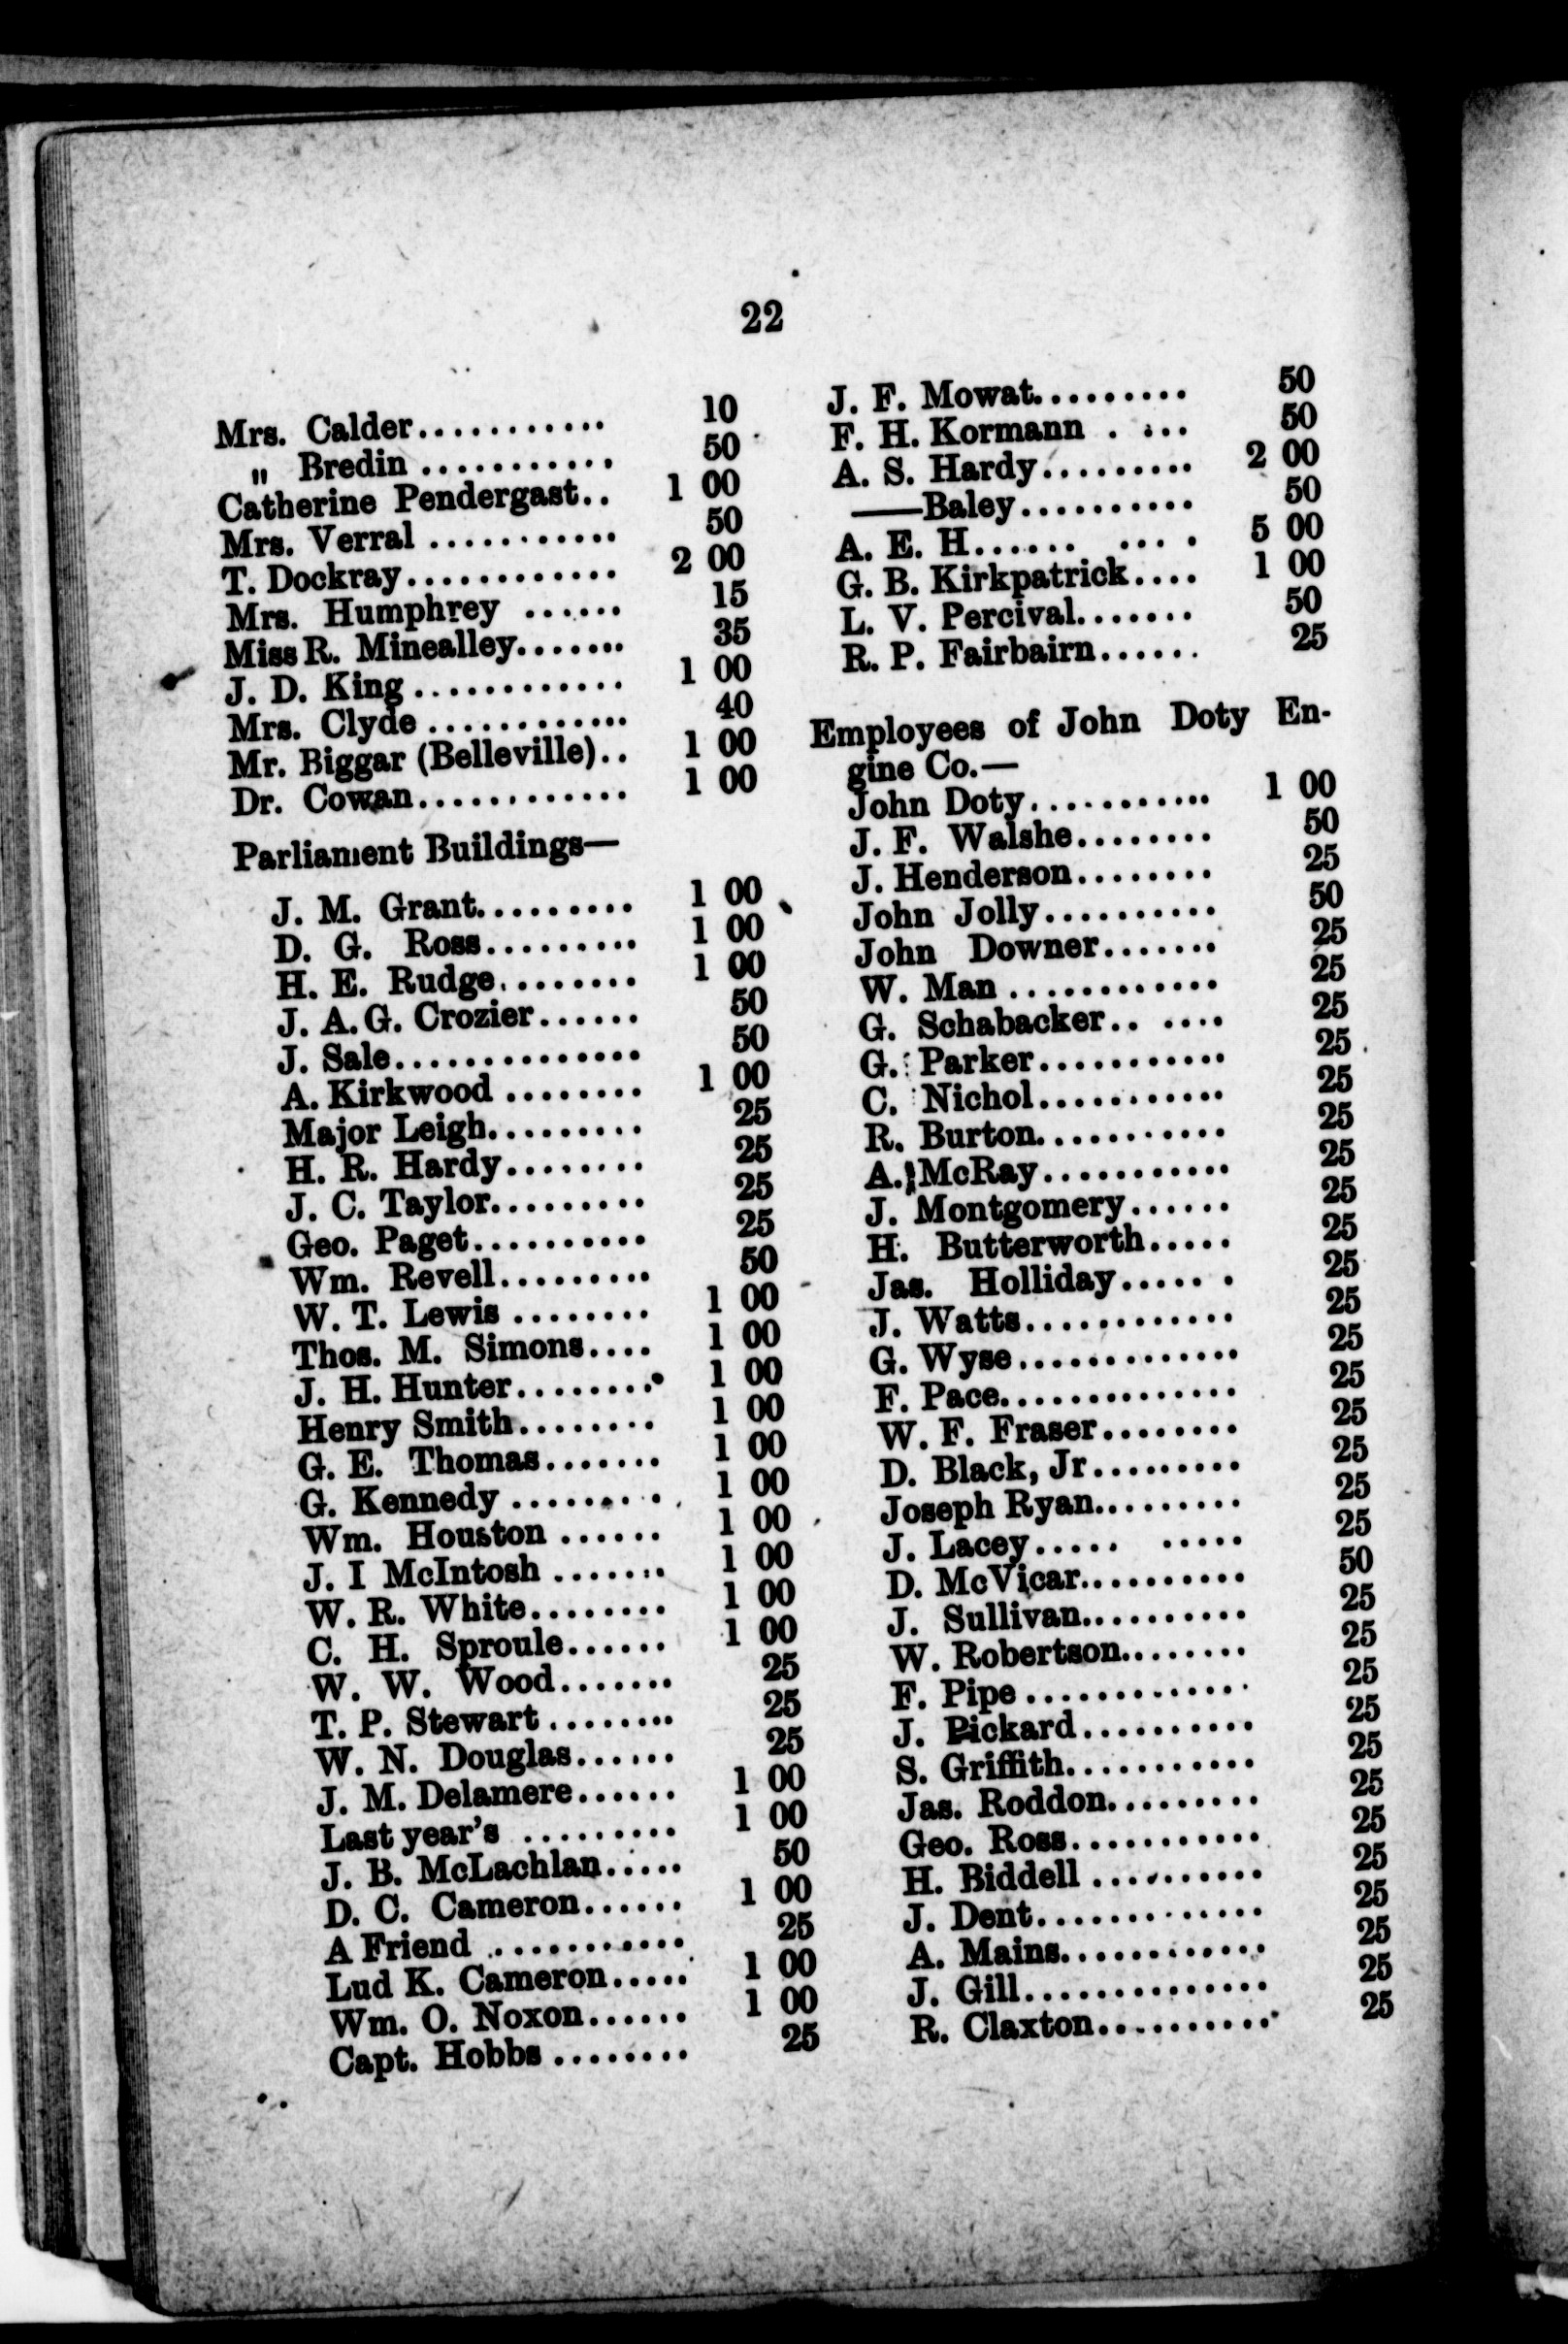 22
Mrs. Calder........... 10
„ Bredin ........... 50
Catherine Pendergast.. 1 00
Mrs. Verral ........... 50
T. Dockray............ 2 00
Mrs. Humphrey ...... 15
Miss R. Minealley....... 35
J. D. King ............ 1 00
Mrs. Clyde ............ 40
Mr. Biggar (Belleville).. 1 00
Dr. Cowan............ 1 00
Parliament Buildings—
J. M. Grant......... 1 00
D. G. Ross......... 1 00
H. E. Rudge......... 1 00
J. A. G. Crozier...... 50
J. Sale.............. 50
A. Kirkwood ........ 1 00
Major Leigh......... 25
H. R. Hardy........ 25
J. C. Taylor......... 25
Geo. Paget.......... 25
Wm. Revell......... 50
W. T. Lewis ........ 1 00
Thos. M. Simons.... 1 00
J. H. Hunter........ 1 00
Henry Smith........ 1 00
G. E. Thomas....... 1 00
G. Kennedy ......... 1 00
Wm. Houston ...... 1 00
J. I McIntosh ....... 1 00
W. R. White........ 1 00
C. H. Sproule...... 1 00
W. W. Wood....... 25
T. P. Stewart ........ 25
W. N. Douglas...... 25
J. M. Delamere...... 1 00
Last year's ......... 1 00
J. B. McLachlan..... 50
D. C. Cameron...... 1 00
A Friend ............ 25
Lud K. Cameron..... 1 00
Wm. O. Noxon...... 1 00
Capt. Hobbs ........ 25
J. F. Mowat......... 50
F. H. Kormann . ... 50
A. S. Hardy......... 2 00
——Baley.......... 50
A. E. H...... .... 5 00
G. B. Kirkpatrick.... 1 00
L. V. Percival....... 50
R. P. Fairbairn...... 25
Employees of John Doty En-
gine Co.—
John Doty........... 1 00
J. F. Walshe........ 50
J. Henderson........ 25
John Jolly.......... 50
John Downer....... 25
W. Man ............ 25
G. Schabacker.. .... 25
G. Parker........... 25
C. Nichol........... 25
R. Burton........... 25
A. McRay........... 25
J. Montgomery...... 25
H. Butterworth..... 25
Jas. Holliday...... 25
J. Watts............ 25
G. Wyse............. 25
F. Pace.............. 25
W. F. Fraser........ 25
D. Black, Jr......... 25
Joseph Ryan......... 25
J. Lacey..... ..... 25
D. McVicar.......... 50
J. Sullivan.......... 25
W. Robertson........ 25
F. Pipe ............. 25
J. Pickard.......... 25
S. Griffith........... 25
Jas. Roddon......... 25
Geo. Ross........... 25
H. Biddell .......... 25
J. Dent............. 25
A. Mains............ 25
J. Gill.............. 25
R. Claxton.......... 25